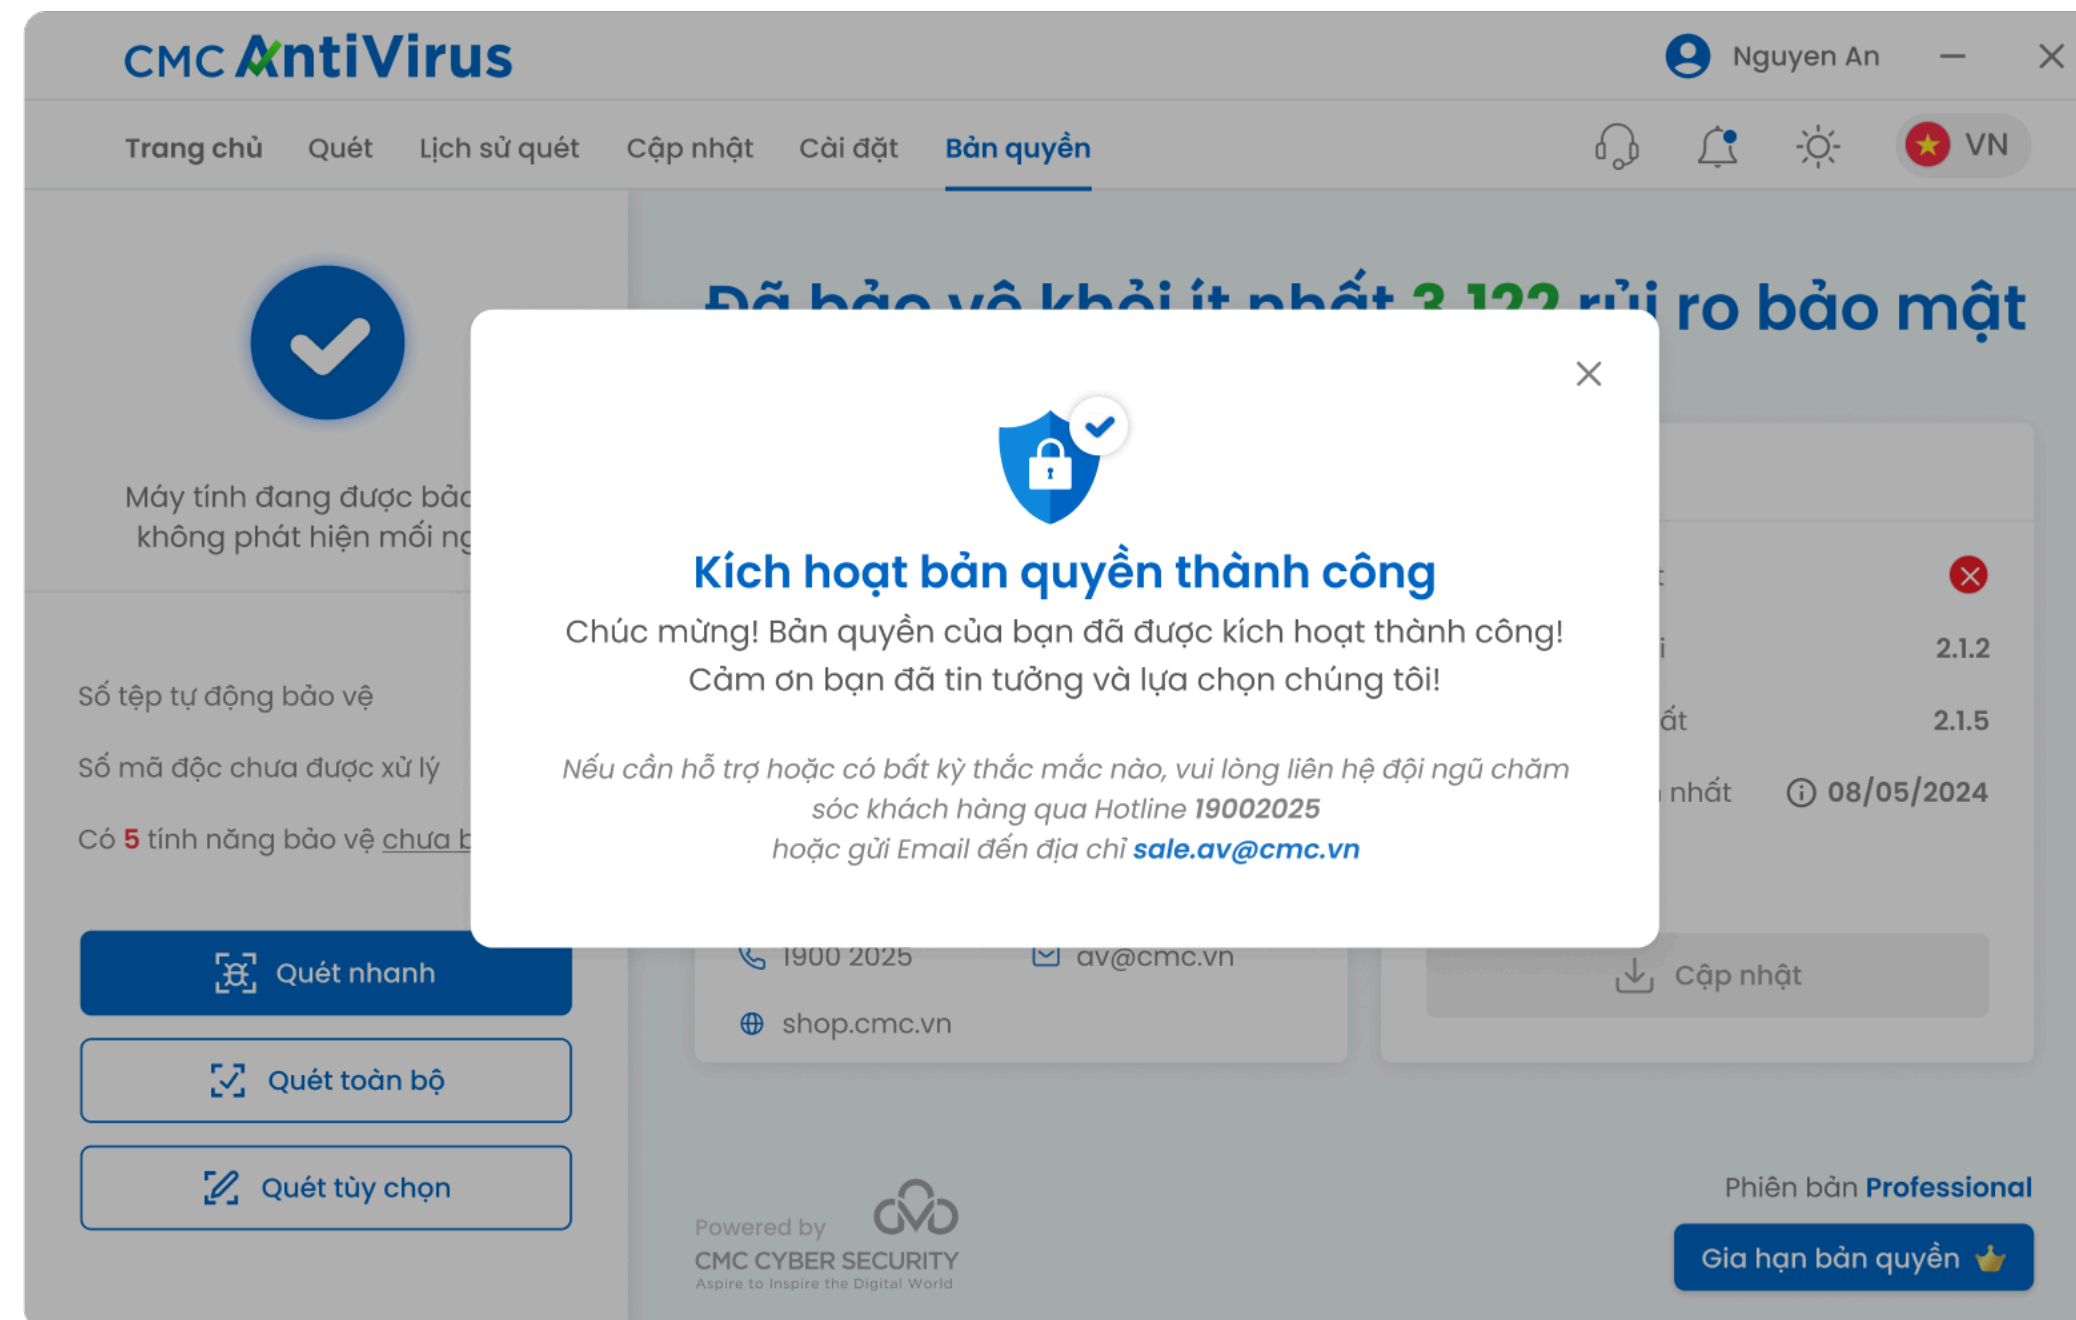 CMC AntiVirus
Nguyen An
Trang chủ Quét Lịch sử quét Cập nhật Cài đặt Bản quyền
VN
Đã bảo vệ khỏi ít nhất 3.122 rủi ro bảo mật
Máy tính đang được
không phát hiện mối
Kích hoạt bản quyền thành công
Chúc mừng! Bản quyền của bạn đã được kích hoạt thành công!
Cảm ơn bạn đã tin tưởng và lựa chọn chúng tôi!
Nếu cần hỗ trợ hoặc có bất kỳ thắc mắc nào, vui lòng liên hệ đội ngũ chăm
sóc khách hàng qua Hotline 19002025
hoặc gửi Email đến địa chỉ sale.av@cmc.vn
2.1.2
2.1.5
nhất 08/05/2024
Số tệp tự động bảo vệ
Số mã độc chưa được xử lý
Có 5 tính năng bảo vệ chưa
Quét nhanh
Quét toàn bộ
Quét tùy chọn
1900 2025
av@cmc.vn
shop.cmc.vn
Cập nhật
Powered by
CMC CYBER SECURITY
Aspire to Inspire the Digital World
Phiên bản Professional
Gia hạn bản quyền